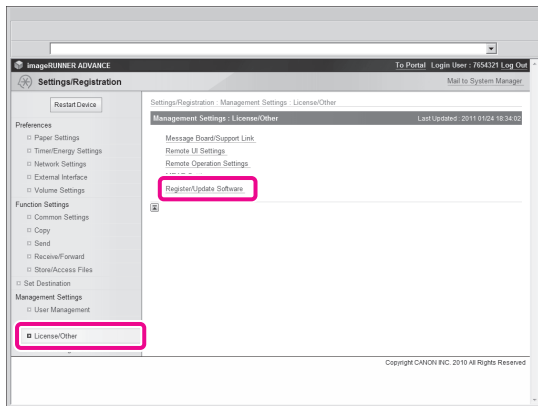 imageRUNNER ADVANCE
To Portal Login User : 7654321 Log Out
Settings/Registration
Mail to System Manager
Restart Device
Settings/Registration : Management Settings : License/Other
Management Settings : License/Other
Last Updated : 2011 01/24 18:34:02
Preferences
Paper Settings
Timer/Energy Settings
Network Settings
External Interface
Volume Settings
Function Settings
Common Settings
Copy
Send
Receive/Forward
Store/Access Files
Set Destination
Management Settings
User Management
License/Other
Message Board/Support Link
Remote UI Settings
Remote Operation Settings
Register/Update Software
Copyright CANON INC. 2010 All Rights Reserved